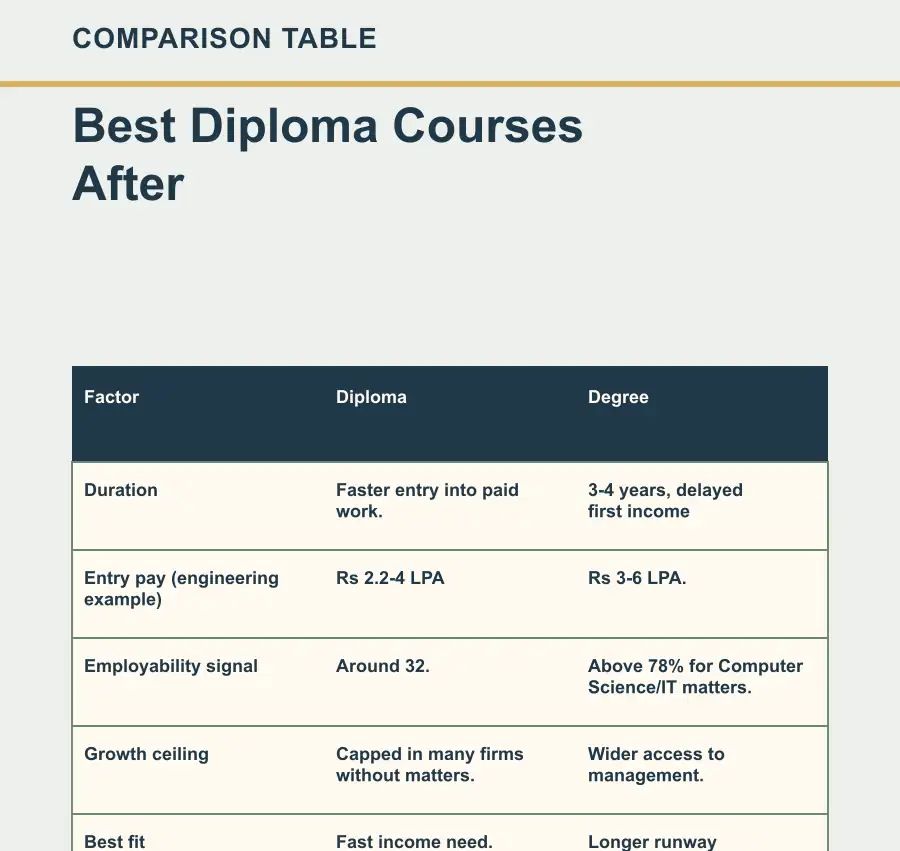 COMPARISON TABLE
Best Diploma Courses
After
Factor
Diploma
Degree
Duration
Faster entry into paid
work.
3-4 years, delayed
first income
Entry pay (engineering
example)
Rs 2.2-4 LPA
Rs 3-6 LPA.
Employability signal
Around 32.
Above 78% for Computer
Science/IT matters.
Growth ceiling
Capped in many firms
without matters.
Wider access to
management.
Best fit
Fast income need.
Longer runway